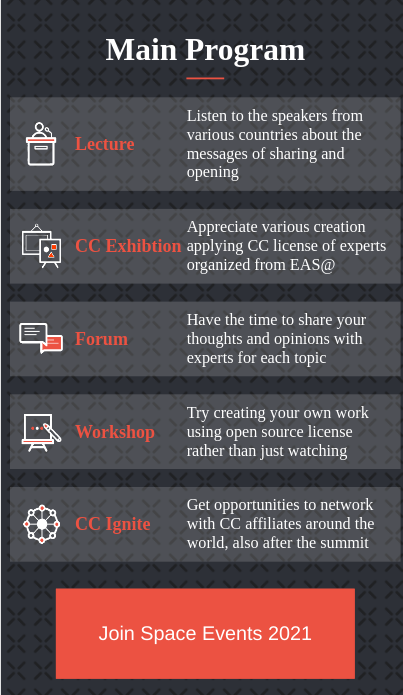 Main Program
Lecture
Listen to the speakers from
various countries about the
messages of sharing and
opening
CC Exhibtion
Appreciate various creation
applying CC license of experts
organized from EAS@
Forum
Have the time to share your
thoughts and opinions with
experts for each topic
Workshop
Try creating your own work
using open source license
rather than just watching
CC Ignite
Get opportunities to network
with CC affiliates around the
world, also after the summit
Join Space Events 2021